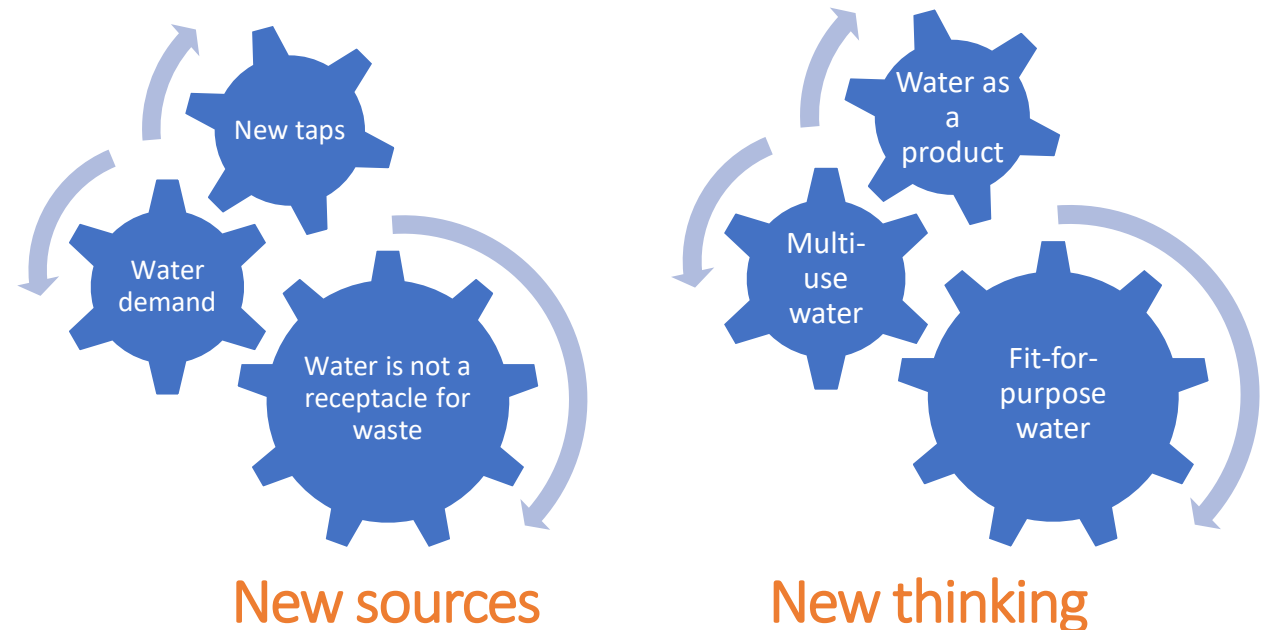 New taps
Water
demand
Water is not a
receptacle for
waste
New sources
Water as
a
product
Multi-
use
water
Fit-for-
purpose
water
New thinking